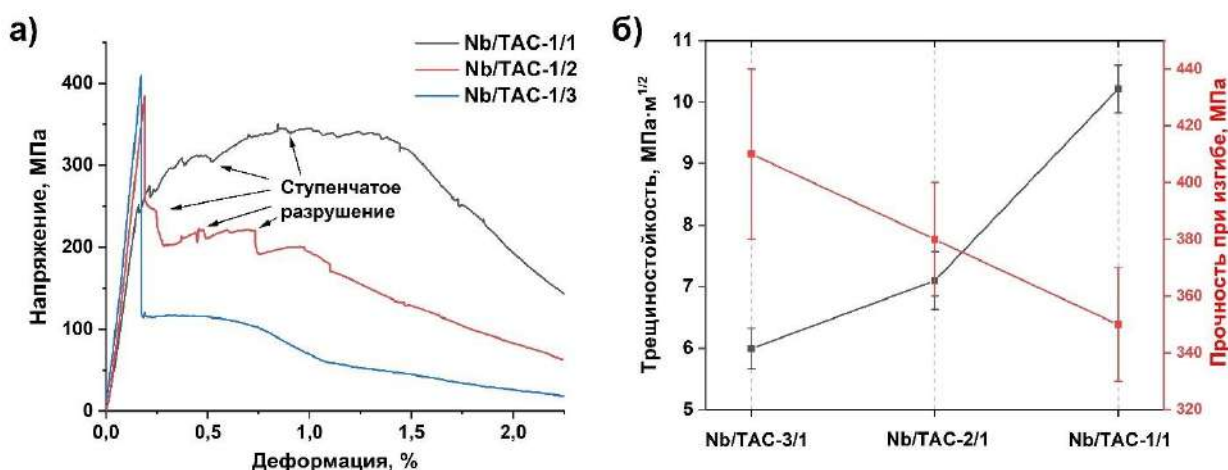 а)
Nb/TAC-1/1
Nb/TAC-1/2
Nb/TAC-1/3
Напряжение, МПа
400
300
200
100
0
Ступенчатое
разрушение
0,0 0,5 1,0 1,5 2,0
Деформация, %
б)
Трещиностойкость, МПа·м1/2
11
10
9
8
7
6
5
Прочность при изгибе, МПа
440
420
400
380
360
340
320
Nb/TAC-3/1 Nb/TAC-2/1 Nb/TAC-1/1